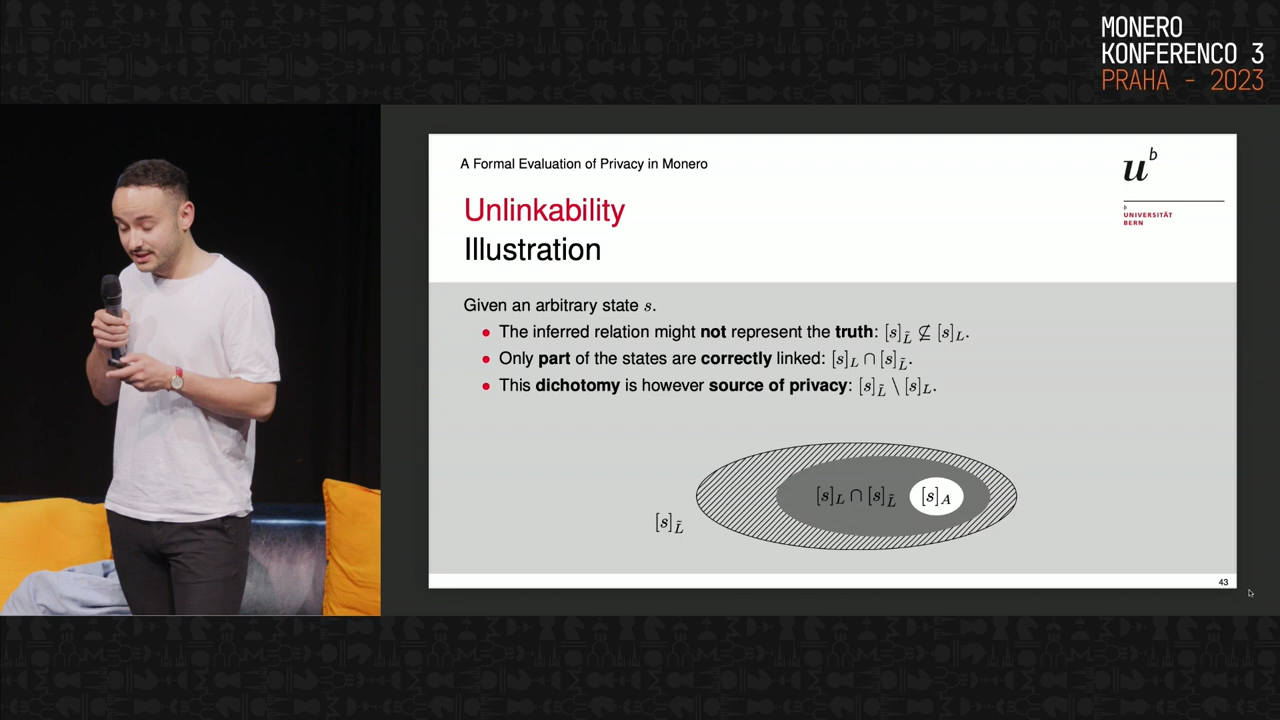 MONERO
KONFERENCO 3
PRAHA - 2023
A Formal Evaluation of Privacy in Monero
u^b
b
UNIVERSITÄT
BERN
Unlinkability
Illustration
Given an arbitrary state s.
The inferred relation might not represent the truth: [s]_L̃ ⊈ [s]_L.
Only part of the states are correctly linked: [s]_L ∩ [s]_L̃.
This dichotomy is however source of privacy: [s]_L̃ \ [s]_L.
[s]_L ∩ [s]_L̃
[s]_A
[s]_L̃
43